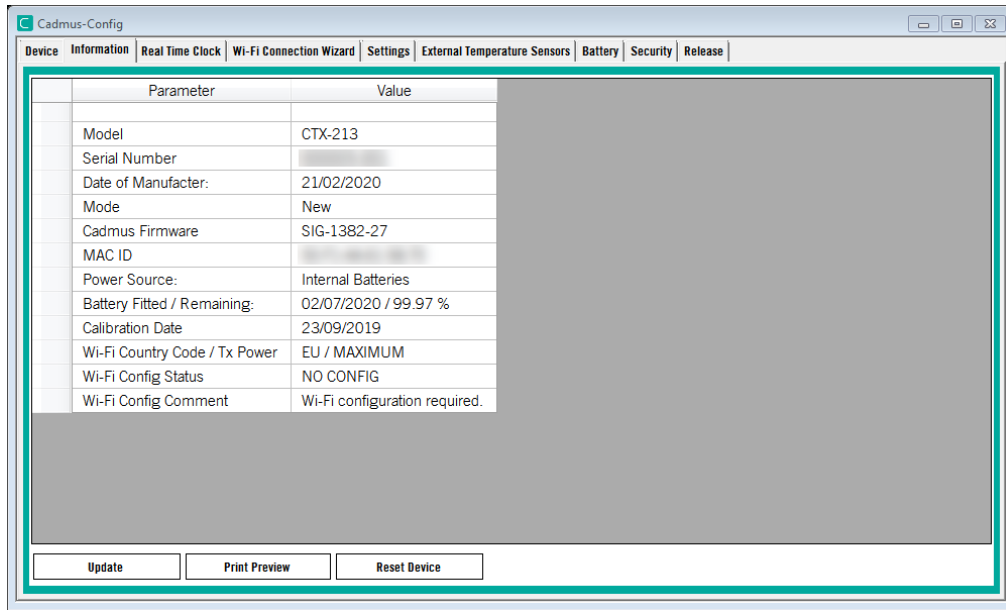 Cadmus-Config
Device Information Real Time Clock Wi-Fi Connection Wizard Settings External Temperature Sensors Battery Security Release
Parameter Value
Model CTX-213
Serial Number
Date of Manufacter: 21/02/2020
Mode New
Cadmus Firmware SIG-1382-27
MAC ID
Power Source: Internal Batteries
Battery Fitted / Remaining: 02/07/2020 / 99.97 %
Calibration Date 23/09/2019
Wi-Fi Country Code / Tx Power EU / MAXIMUM
Wi-Fi Config Status NO CONFIG
Wi-Fi Config Comment Wi-Fi configuration required.
Update Print Preview Reset Device